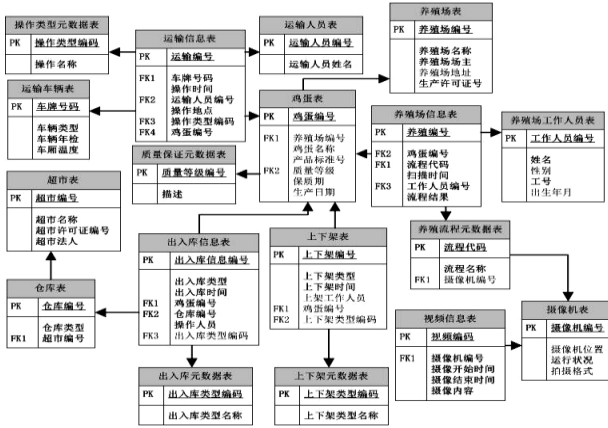 操作类型元数据表
PK 操作类型编码
操作名称
运输信息表
PK 运输编号
FK1 车牌号码
操作时间
FK2 运输人员编号
操作地点
FK3 操作类型编码
FK4 鸡蛋编号
运输人员表
PK 运输人员编号
运输人员姓名
养殖场表
PK 养殖场编号
养殖场名称
养殖场场主
养殖场地址
生产许可证号
运输车辆表
PK 车牌号码
车辆类型
车辆年检
车厢温度
鸡蛋表
PK 鸡蛋编号
FK1 养殖场编号
鸡蛋名称
产品标准号
FK2 质量等级
保质期
生产日期
养殖场信息表
PK 养殖编号
FK2 鸡蛋编号
FK1 流程代码
扫描时间
FK3 工作人员编号
流程结果
养殖场工作人员表
PK 工作人员编号
姓名
性别
工号
出生年月
质量保证元数据表
PK 质量等级编号
描述
超市表
PK 超市编号
超市名称
超市许可证编号
超市法人
出入库信息表
PK 出入库信息编号
出入库类型
出入库时间
FK1 鸡蛋编号
FK2 仓库编号
操作人员
FK3 出入库类型编码
上下架表
PK 上下架编号
上下架类型
上下架时间
上架工作人员
FK1 鸡蛋编号
FK2 上下架类型编码
养殖流程元数据表
PK 流程代码
流程名称
FK1 摄像机编号
仓库表
PK 仓库编号
仓库类型
FK1 超市编号
视频信息表
PK 视频编码
FK1 摄像机编号
摄像开始时间
摄像结束时间
摄像内容
摄像机表
PK 摄像机编号
摄像机位置
运行状况
拍摄格式
出入库元数据表
PK 出入库类型编码
出入库类型名称
上下架元数据表
PK 上下架类型编码
上下架类型名称